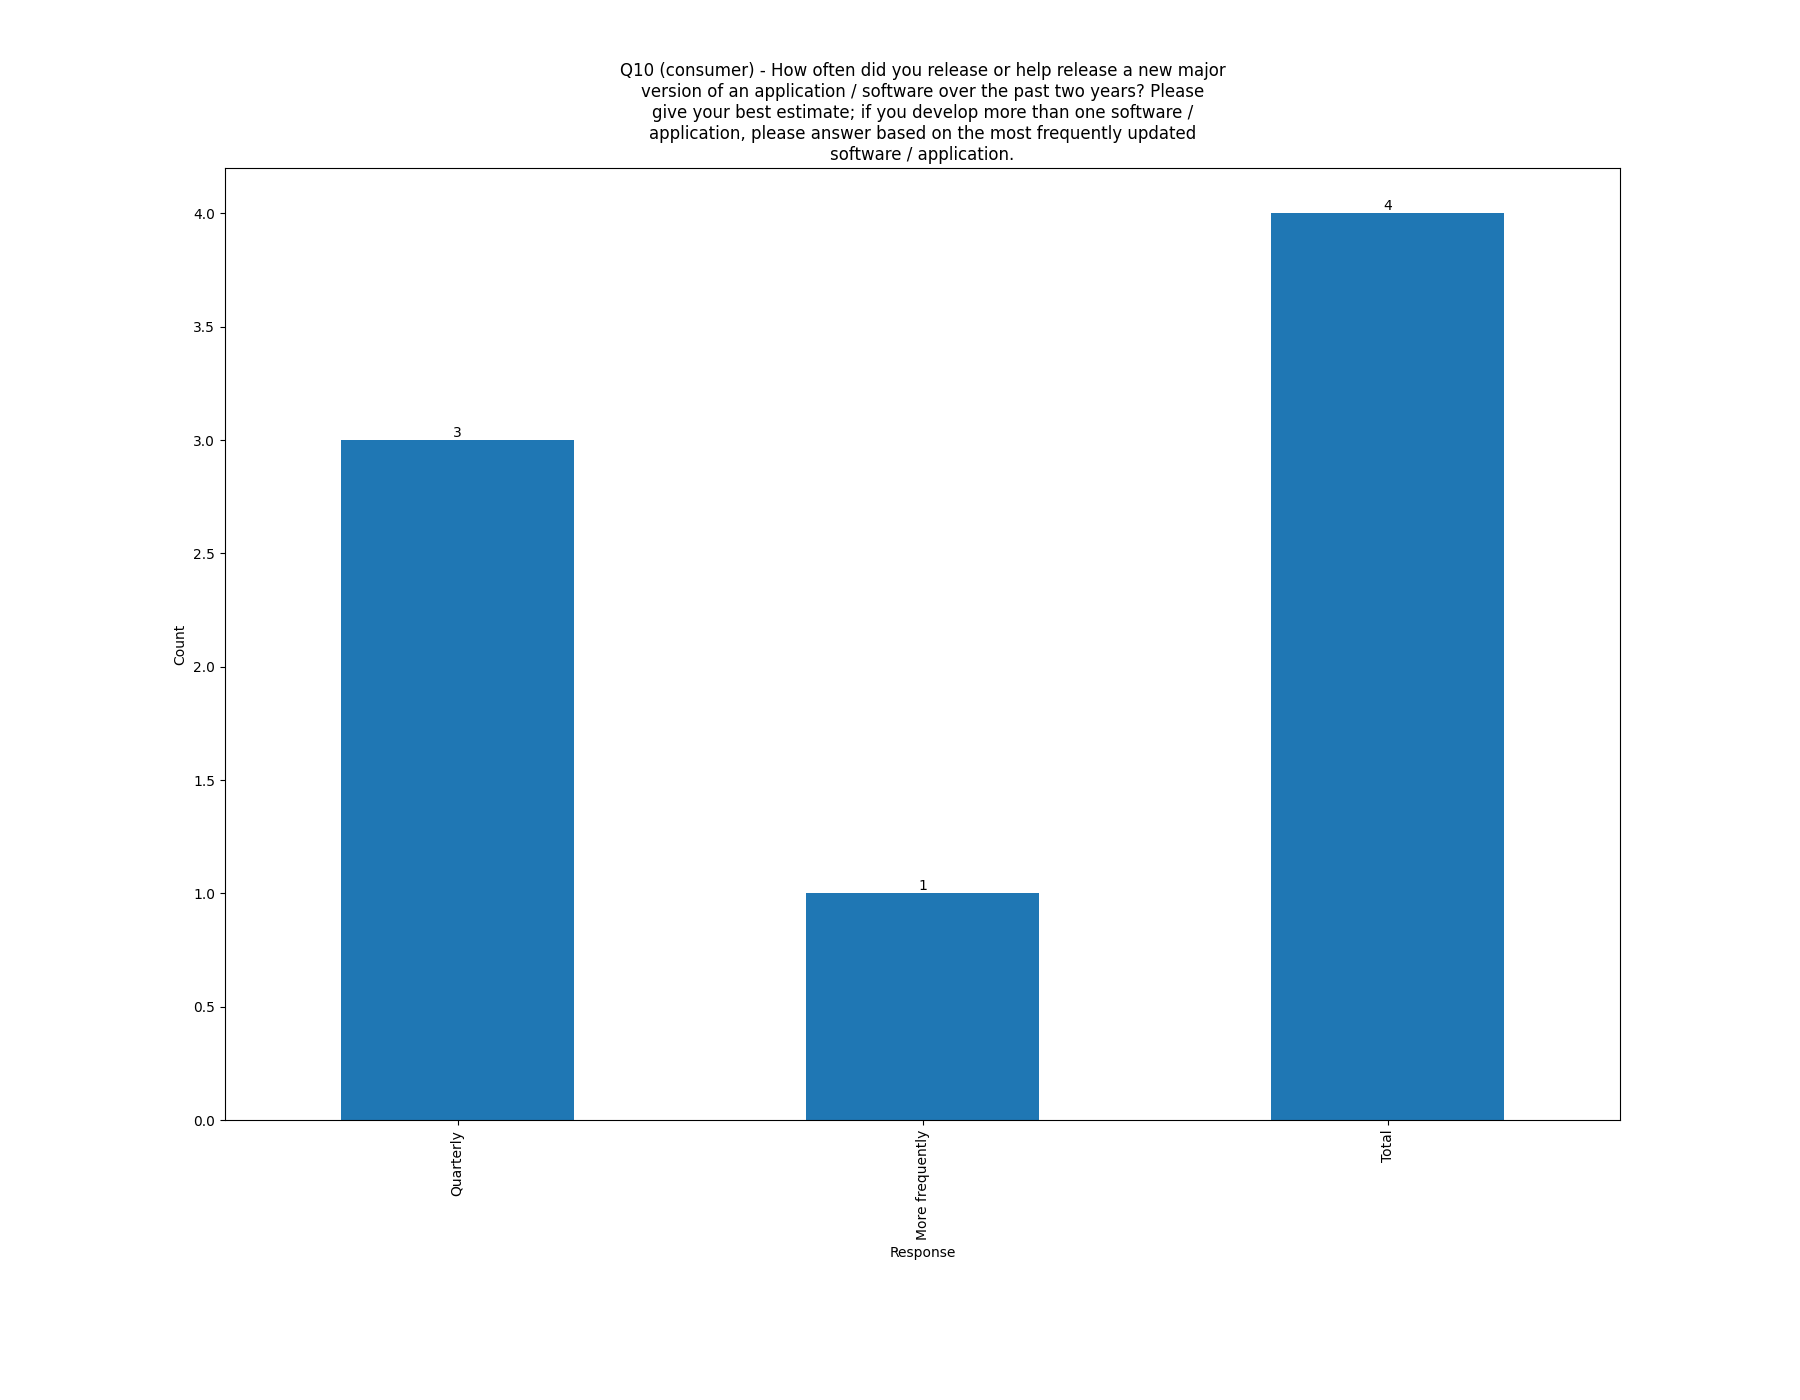 Q10 (consumer) - How often did you release or help release a new major
version of an application / software over the past two years? Please
give your best estimate; if you develop more than one software /
application, please answer based on the most frequently updated
software / application.
4
4.0
3.5
3
3.0
2.5
Count
2.0
1.5
1
1.0
0.5
0.0
Quarterly
More frequently
Total
Response